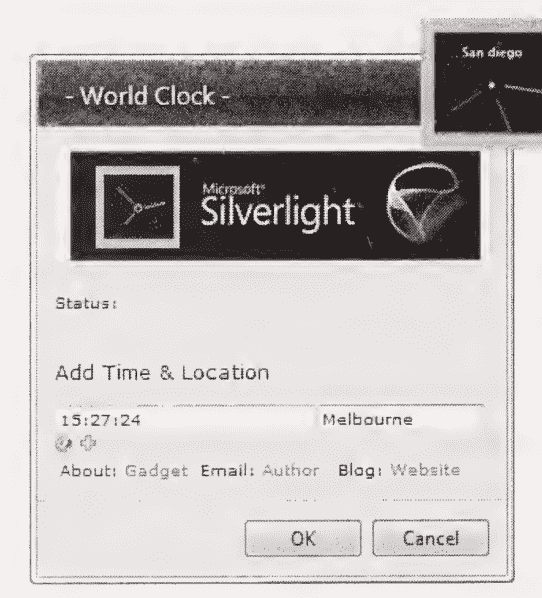 San diego
- World Clock -
Microsoft®
Silverlight
Status:
Add Time & Location
15:27:24 Melbourne
About: Gadget Email: Author Blog: Website
OK Cancel